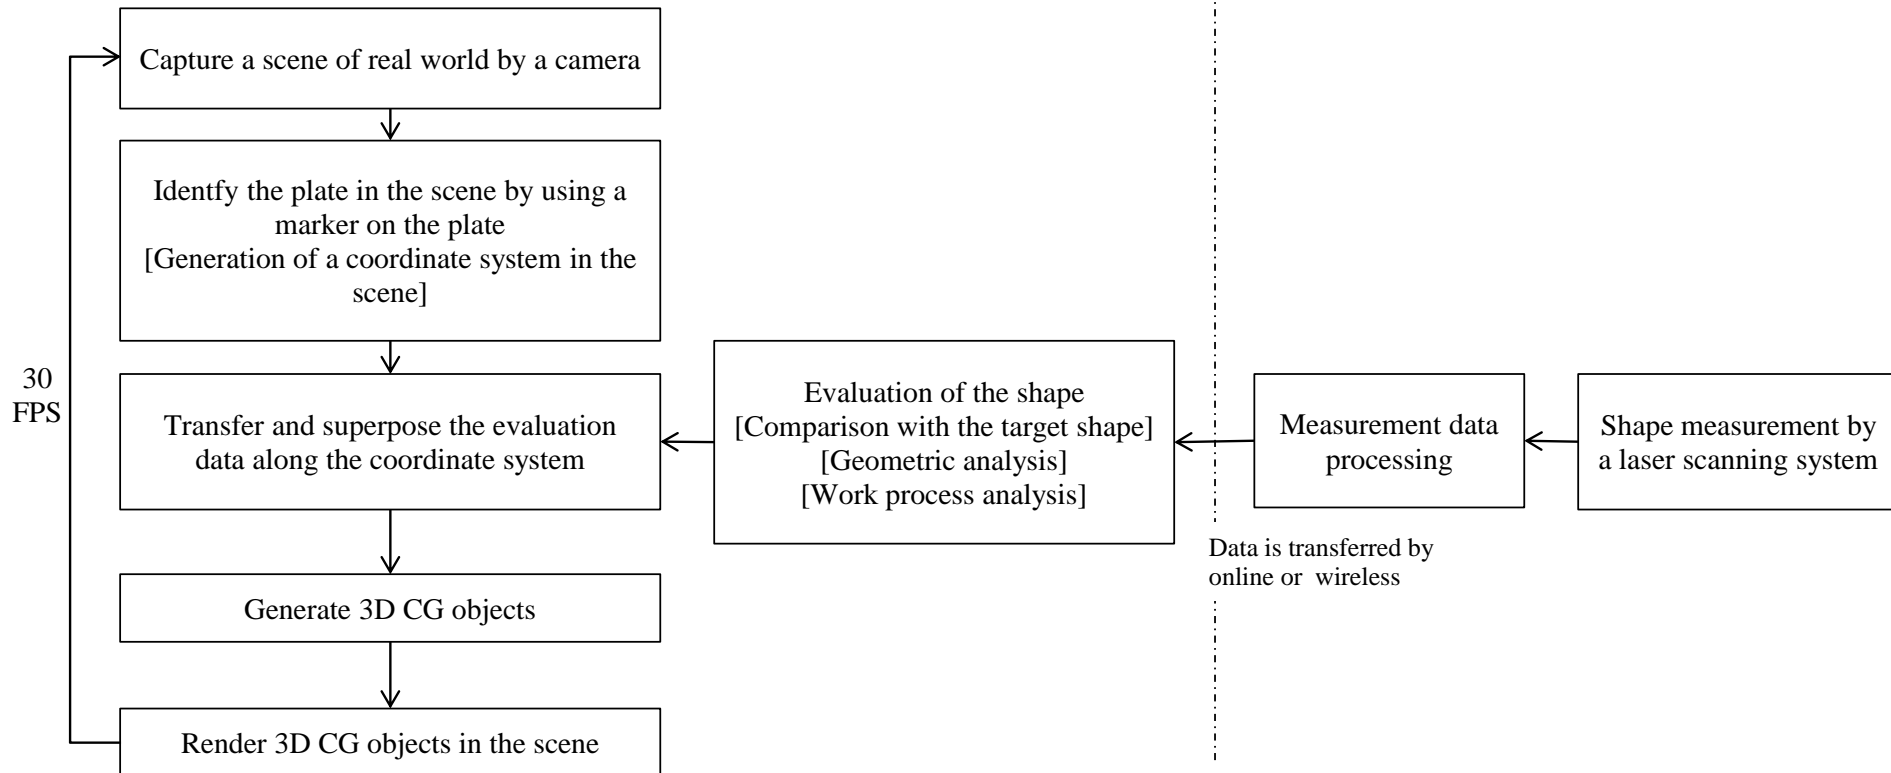 Capture a scene of real world by a camera
Identfy the plate in the scene by using a
marker on the plate
[Generation of a coordinate system in the
scene]
30
FPS
Transfer and superpose the evaluation
data along the coordinate system
Evaluation of the shape
[Comparison with the target shape]
[Geometric analysis]
[Work process analysis]
Measurement data
processing
Shape measurement by
a laser scanning system
Data is transferred by
online or wireless
Generate 3D CG objects
Render 3D CG objects in the scene